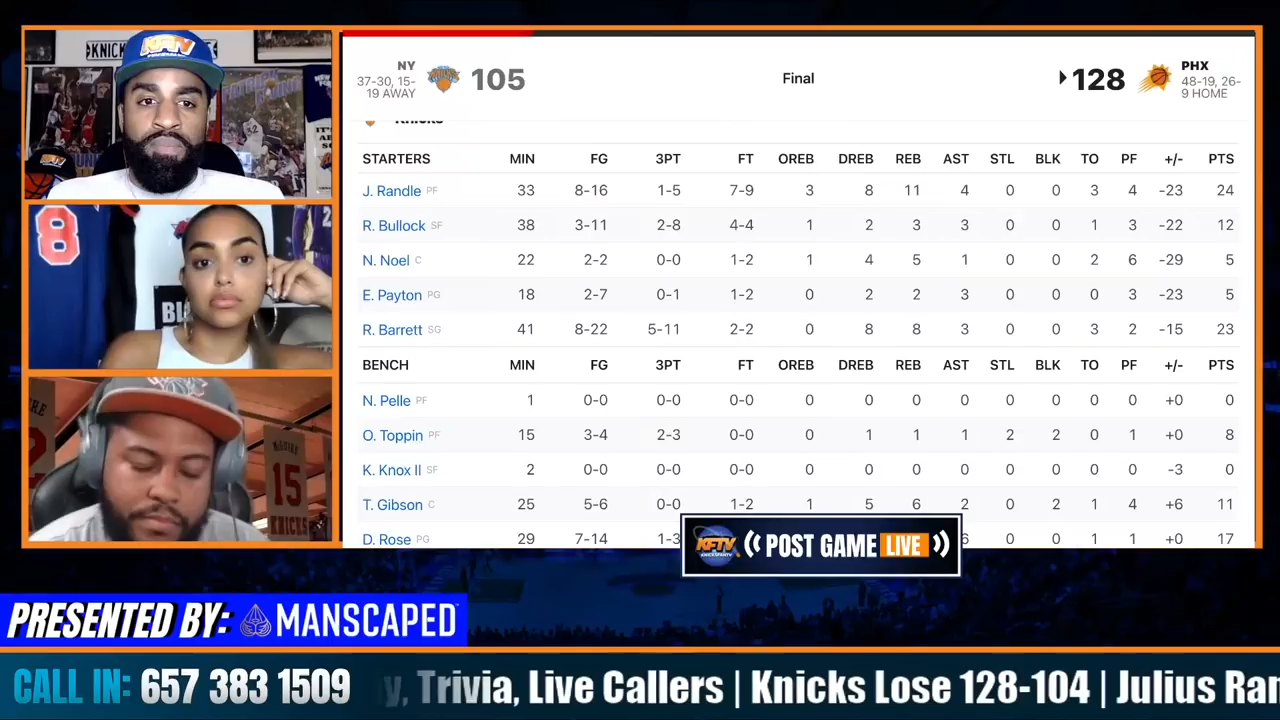 KNICKS
KFTV
8
McGUIRE
15
KNICKS
NY
37-30, 15-
19 AWAY
105
Final
128
PHX
48-19, 26-
9 HOME
Knicks
STARTERS MIN FG 3PT FT OREB DREB REB AST STL BLK TO PF +/- PTS
J. Randle PF 33 8-16 1-5 7-9 3 8 11 4 0 0 3 4 -23 24
R. Bullock SF 38 3-11 2-8 4-4 1 2 3 3 0 0 1 3 -22 12
N. Noel C 22 2-2 0-0 1-2 1 4 5 1 0 0 2 6 -29 5
E. Payton PG 18 2-7 0-1 1-2 0 2 2 3 0 0 0 3 -23 5
R. Barrett SG 41 8-22 5-11 2-2 0 8 8 3 0 0 3 2 -15 23
BENCH MIN FG 3PT FT OREB DREB REB AST STL BLK TO PF +/- PTS
N. Pelle PF 1 0-0 0-0 0-0 0 0 0 0 0 0 0 0 +0 0
O. Toppin PF 15 3-4 2-3 0-0 0 1 1 1 2 2 0 1 +0 8
K. Knox II SF 2 0-0 0-0 0-0 0 0 0 0 0 0 0 0 -3 0
T. Gibson C 25 5-6 0-0 1-2 1 5 6 2 0 2 1 4 +6 11
D. Rose PG 29 7-14 1-3 6 0 0 1 1 +0 17
KFTV POST GAME LIVE
PRESENTED BY: MANSCAPED
CALL IN: 657 383 1509 y, Trivia, Live Callers | Knicks Lose 128-104 | Julius Ran